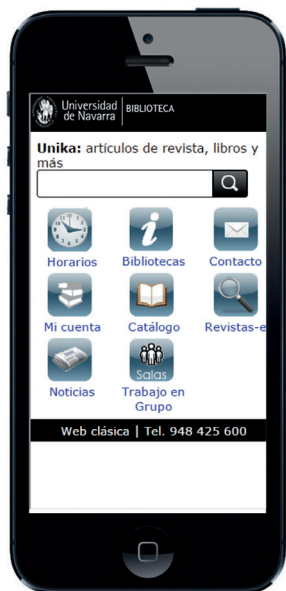 Universidad
de Navarra
BIBLIOTECA
Unika: artículos de revista, libros y
más
Horarios
Bibliotecas
Contacto
Mi cuenta
Catálogo
Revistas-e
Noticias
Salas
Trabajo en
Grupo
Web clásica | Tel. 948 425 600